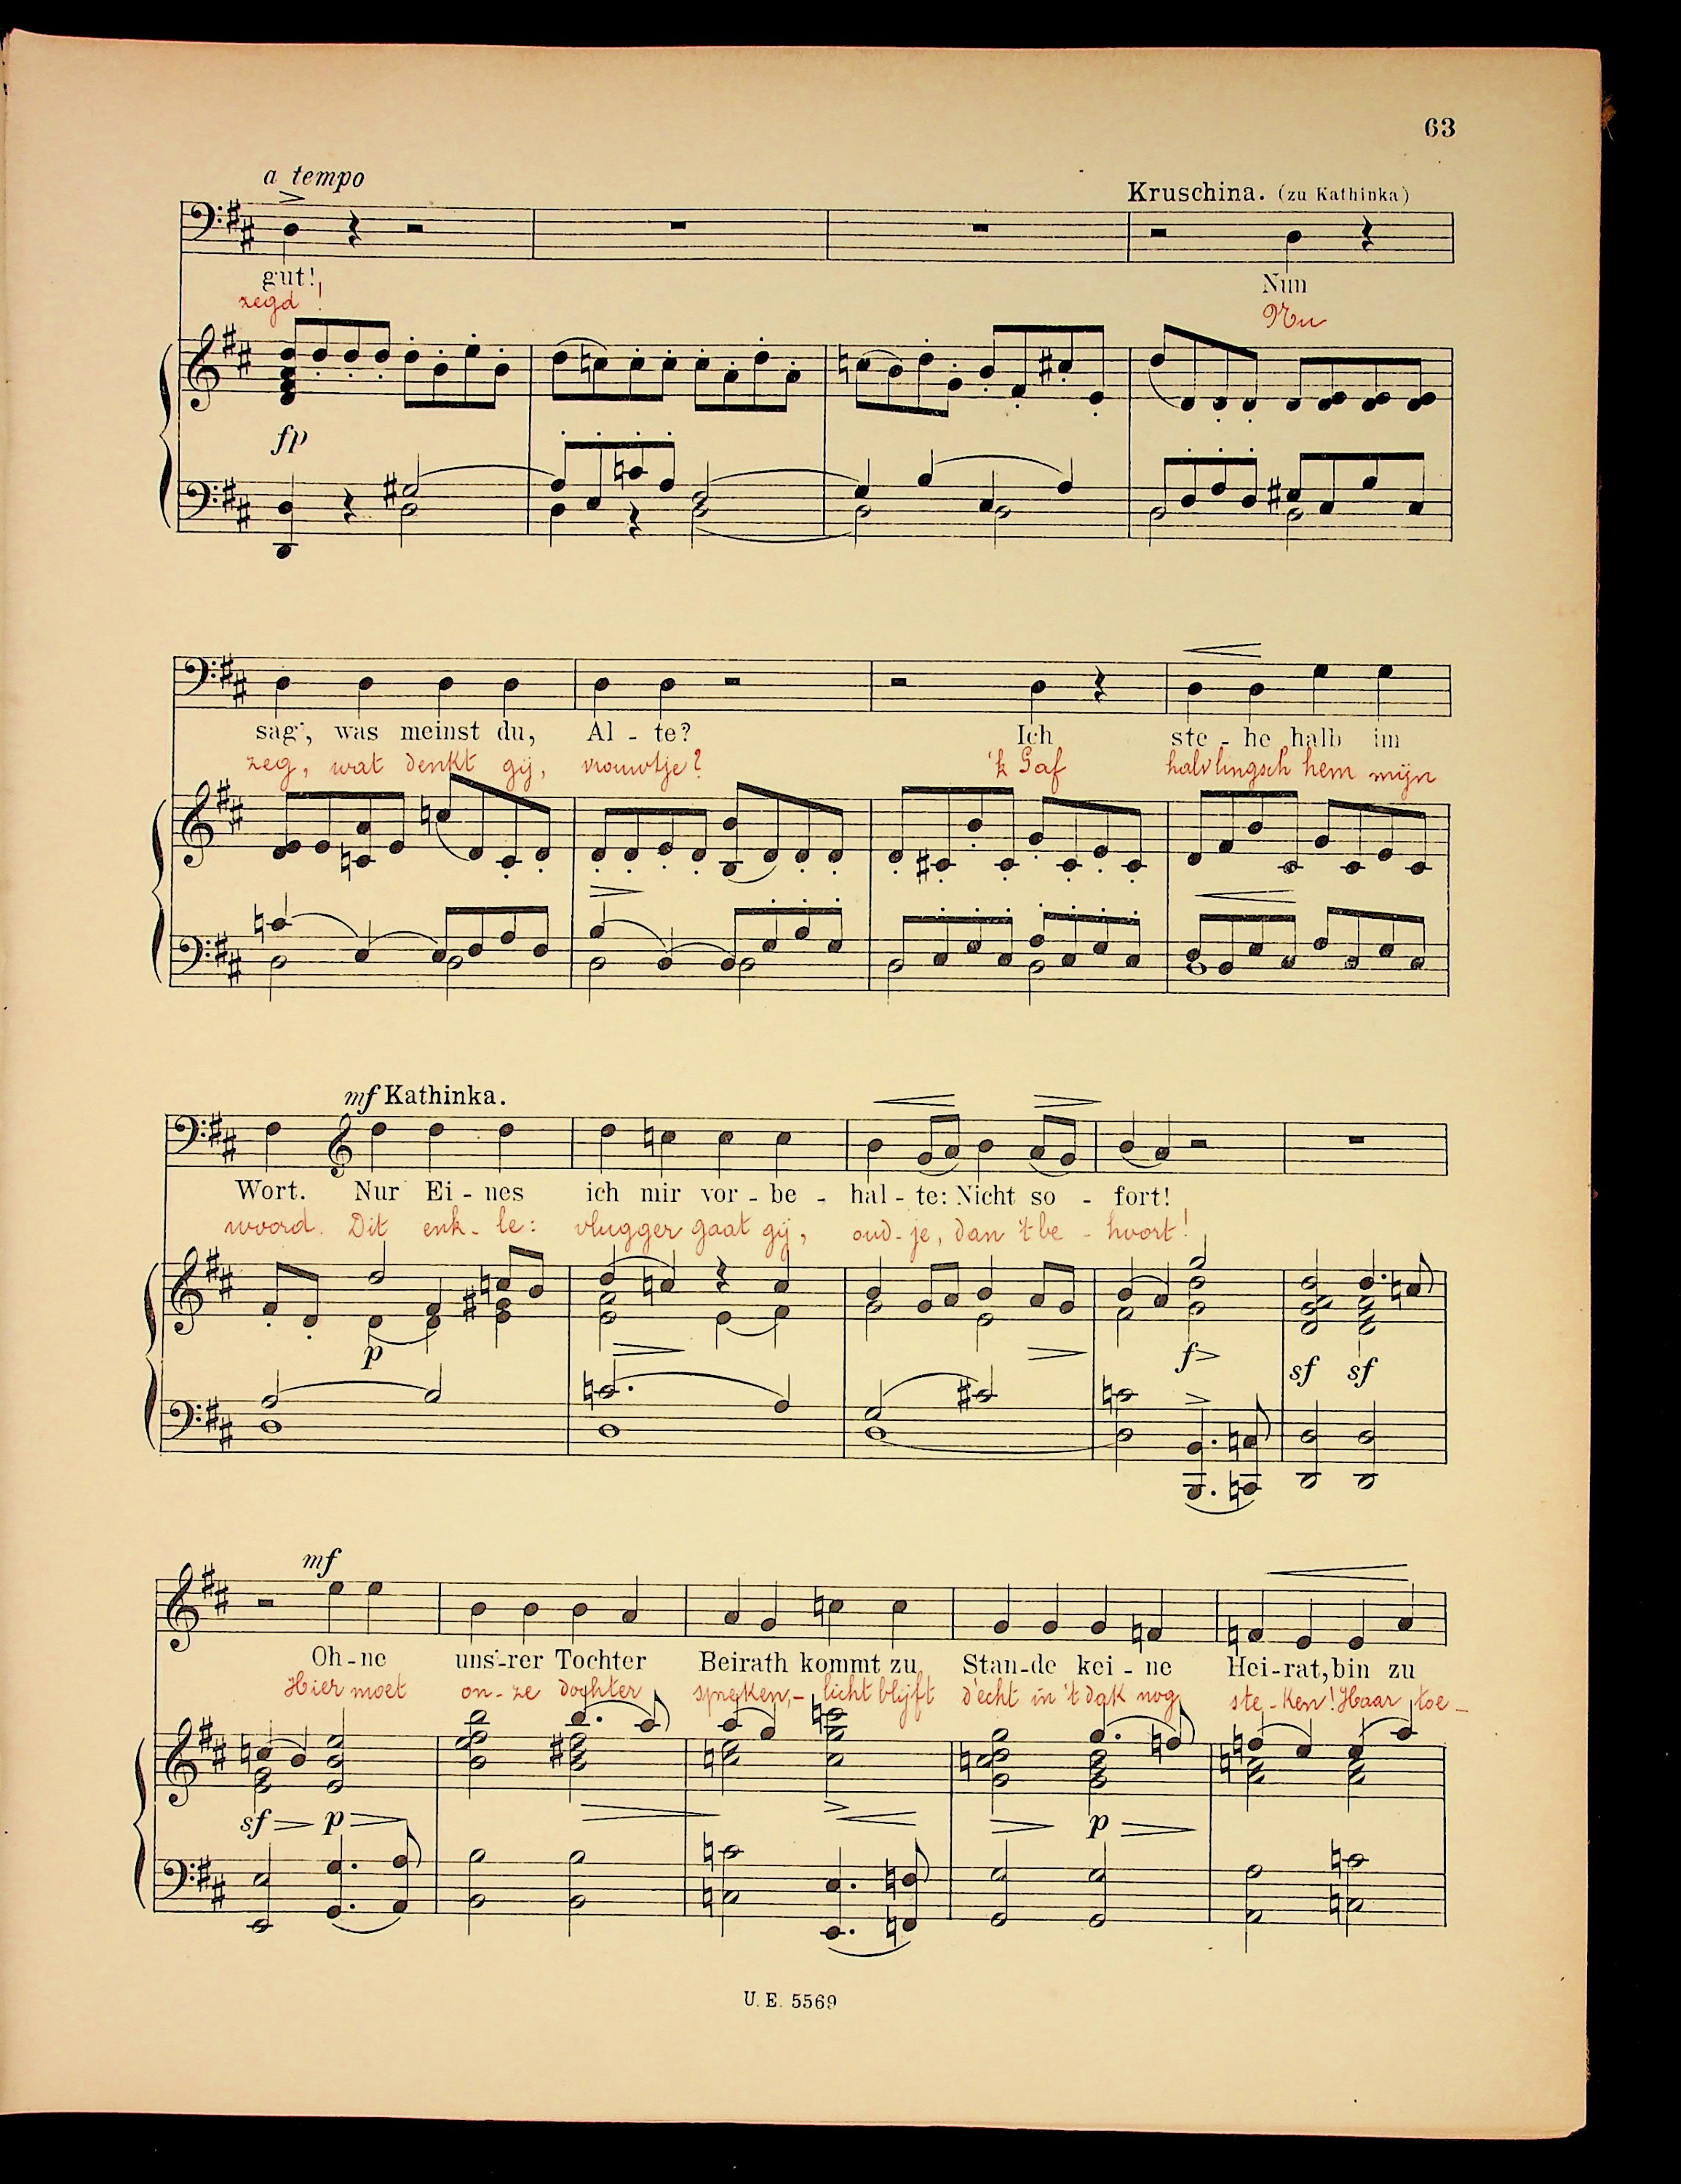 63
a tempo
Kruschina. (zu Kathinka)
gut! Nun
zegd! Nu
fp
sag', was meinst du, Al - te? Ich ste - he halb im
zeg, wat denkt gij, vrouwtje? 'k Gaf halvlingsch hem mijn
mf Kathinka.
Wort. Nur Ei - nes ich mir vor - be - hal - te: Nicht so - fort!
woord. Dit enk - le: vlugger gaat gij, oud - je, dan 't be - hoort!
p f sf sf
mf
Oh - ne uns'-rer Tochter Beirath kommt zu Stan - de kei - ne Hei - rat, bin zu
Hier moet on - ze dochter spreken, - licht blijft d'echt in 't dak nog ste - ken! Haar toe -
sf p p
U. E. 5569